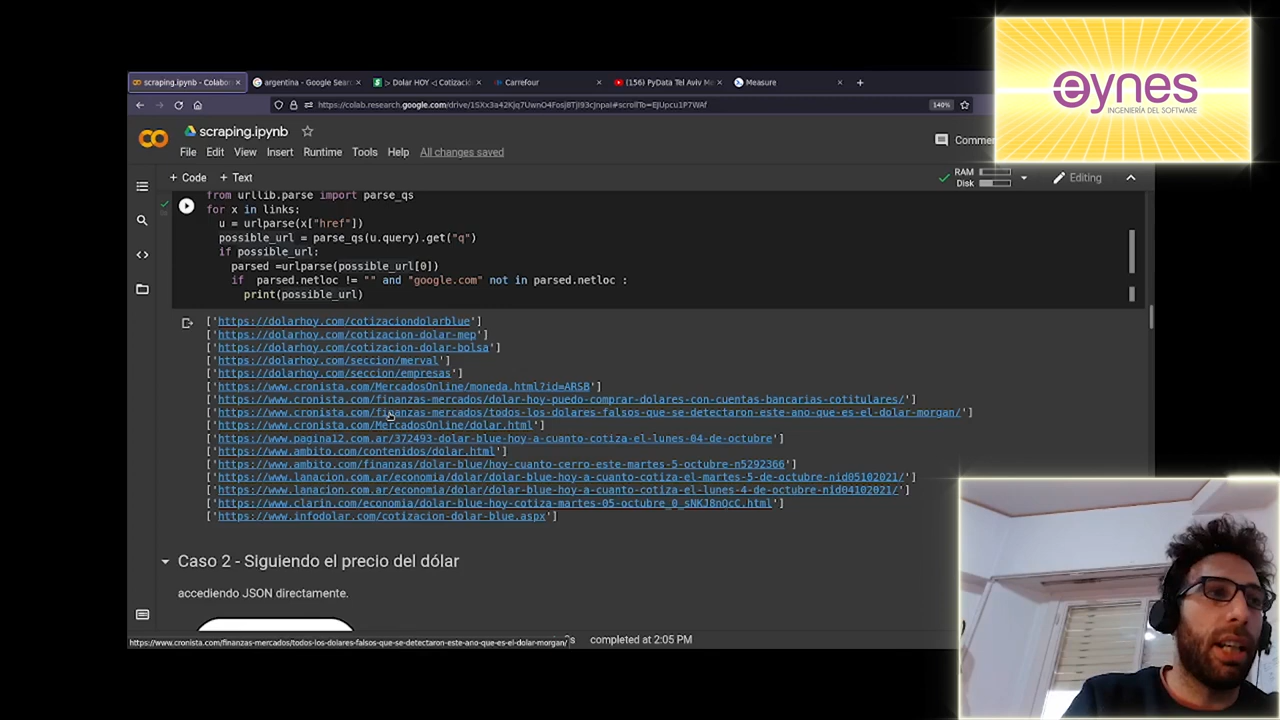 scraping.ipynb - Colabor
argentina - Google Sear
Dolar HOY ◁ Cotizació
Carrefour
(156) PyData Tel Aviv Me
Measure
https://colab.research.google.com/drive/
140%
eynes
INGENIERÍA DEL SOFTWARE
scraping.ipynb
Comme
File Edit View Insert Runtime Tools Help All changes saved
+ Code + Text
RAM
Disk
Editing
from urllib.parse import parse_qs
for x in links:
u = urlparse(x["href"])
possible_url = parse_qs(u.query).get("q")
if possible_url:
parsed =urlparse(possible_url[0])
if parsed.netloc != "" and "google.com" not in parsed.netloc :
print(possible_url)
['https://dolarhoy.com/cotizaciondolarblue']
['https://dolarhoy.com/cotizacion-dolar-mep']
['https://dolarhoy.com/cotizacion-dolar-bolsa']
['https://dolarhoy.com/seccion/merval']
['https://dolarhoy.com/seccion/empresas']
['https://www.cronista.com/MercadosOnline/moneda.html?id=ARSB']
['https://www.cronista.com/finanzas-mercados/dolar-hoy-puedo-comprar-dolares-con-cuentas-bancarias-cotitulares/']
['https://www.cronista.com/finanzas-mercados/todos-los-dolares-falsos-que-se-detectaron-este-ano-que-es-el-dolar-morgan/']
['https://www.cronista.com/MercadosOnline/dolar.html']
['https://www.pagina12.com.ar/372493-dolar-blue-hoy-a-cuanto-cotiza-el-lunes-04-de-octubre']
['https://www.ambito.com/contenidos/dolar.html']
['https://www.ambito.com/finanzas/dolar-blue/hoy-cuanto-cerro-este-martes-5-octubre-n5292366']
['https://www.lanacion.com.ar/economia/dolar/dolar-blue-hoy-a-cuanto-cotiza-el-martes-5-de-octubre-nid05102021/']
['https://www.lanacion.com.ar/economia/dolar/dolar-blue-hoy-a-cuanto-cotiza-el-lunes-4-de-octubre-nid04102021/']
['https://www.clarin.com/economia/dolar-blue-hoy-cotiza-martes-05-octubre_0_sNKJ8nQcC.html']
['https://www.infodolar.com/cotizacion-dolar-blue.aspx']
Caso 2 - Siguiendo el precio del dólar
accediendo JSON directamente.
https://www.cronista.com/finanzas-mercados/todos-los-dolares-falsos-que-se-detectaron-este-ano-que-es-el-dolar-morgan/
completed at 2:05 PM